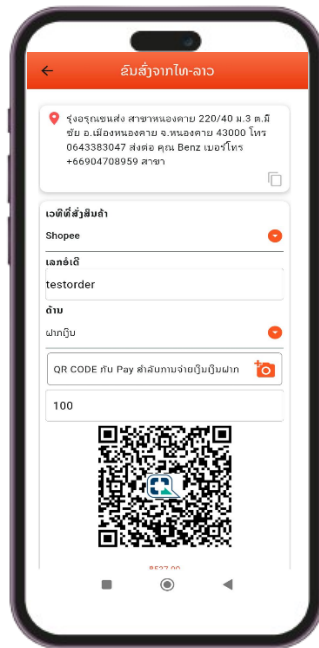 ຂົນສົ່ງຈາກໄທ-ລາວ
รุ่งอรุณขนส่ง สาขาหนองคาย 220/40 ม.3 ต.มี
ชัย อ.เมืองหนองคาย จ.หนองคาย 43000 โทร
0643383047 ส่งต่อ คุณ Benz เบอร์โทร
+66904708959 สาขา
ເວທີທີ່ສັ່ງສິນຄ້າ
Shopee
ເລກອໍເດີ
testorder
ດ້ານ
ຝາກເງິນ
QR CODE ກັບ Pay ສໍາລັບການຈ່າຍເງິນເງິນຝາກ
100